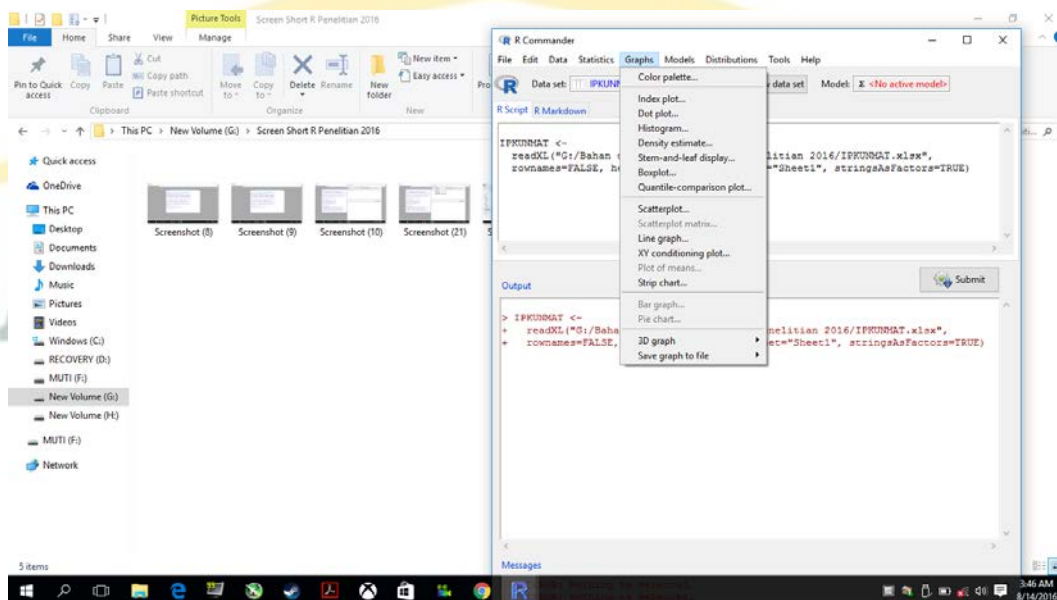 Picture Tools
Screen Short R Penelitian 2016
File Home Share View Manage
Pin to Quick access
Copy
Paste
Cut
Copy path
Paste shortcut
Clipboard
Move to
Copy to
Delete
Rename
Organize
New folder
New item
Easy access
New
This PC > New Volume (G:) > Screen Short R Penelitian 2016
Quick access
OneDrive
This PC
Desktop
Documents
Downloads
Music
Pictures
Videos
Windows (C:)
RECOVERY (D:)
MUTI (F:)
New Volume (G:)
New Volume (H:)
MUTI (F:)
Network
Screenshot (8)
Screenshot (9)
Screenshot (10)
Screenshot (21)
5 items
R Commander
File Edit Data Statistics Graphs Models Distributions Tools Help
Data set:
data set
Model: Σ <No active model>
R Script
R Markdown
IPKUNMAT <-
readXL("G:/Bahan litian 2016/IPKUNMAT.xlsx",
rownames=FALSE, ="Sheet1", stringsAsFactors=TRUE)
Color palette...
Index plot...
Dot plot...
Histogram...
Density estimate...
Stem-and-leaf display...
Boxplot...
Quantile-comparison plot...
Scatterplot...
Scatterplot matrix...
Line graph...
XY conditioning plot...
Plot of means...
Strip chart...
Bar graph...
Pie chart...
3D graph
Save graph to file
Output
Submit
> IPKUNMAT <-
+ readXL("G:/Baha nelitian 2016/IPKUNMAT.xlsx",
+ rownames=FALSE, et="Sheet1", stringsAsFactors=TRUE)
Messages
3:46 AM
8/14/2016